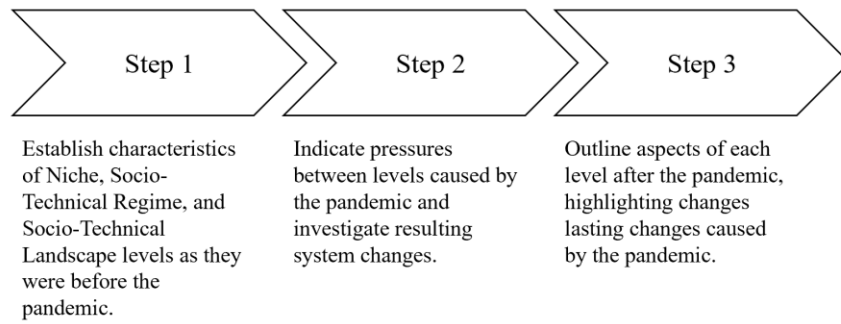 Step 1
Step 2
Step 3
Establish characteristics
of Niche, Socio-
Technical Regime, and
Socio-Technical
Landscape levels as they
were before the
pandemic.
Indicate pressures
between levels caused by
the pandemic and
investigate resulting
system changes.
Outline aspects of each
level after the pandemic,
highlighting changes
lasting changes caused
by the pandemic.